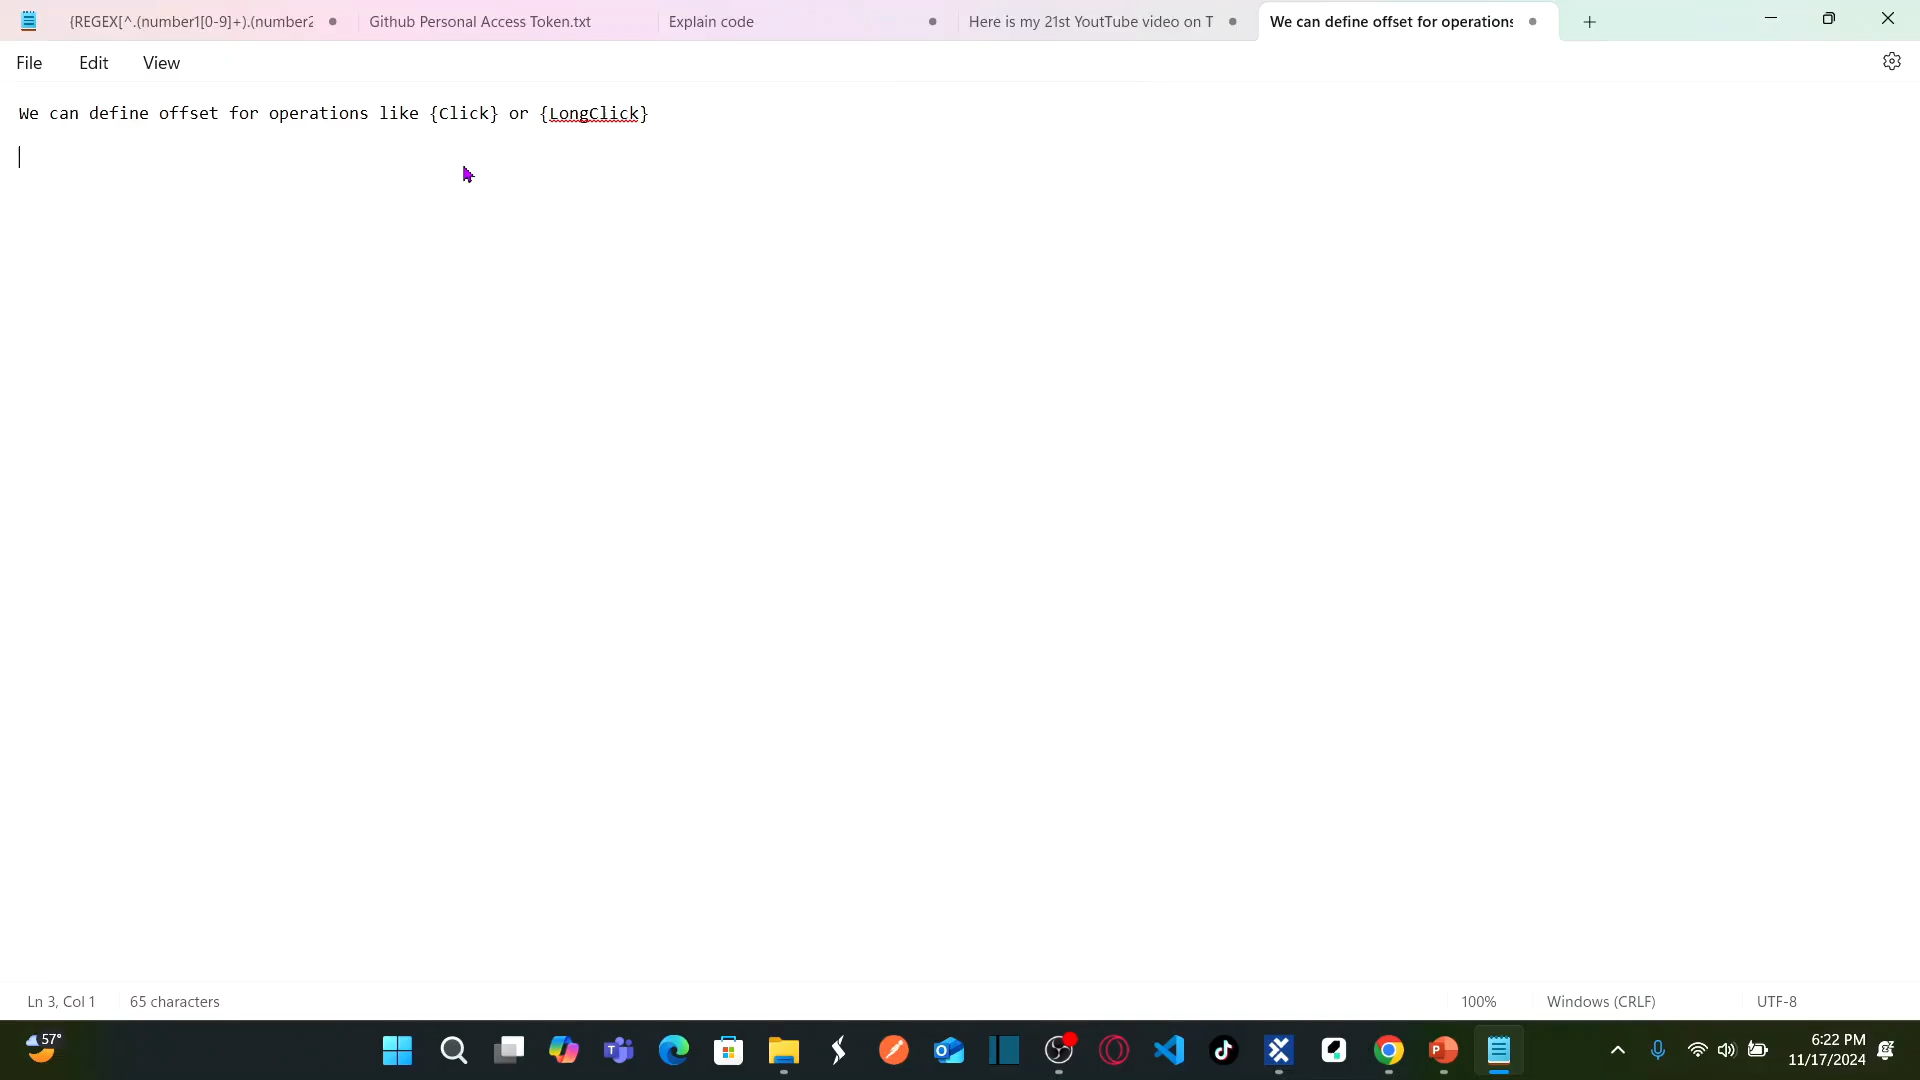 {REGEX[^.(number1[0-9]+).(number2
Github Personal Access Token.txt
Explain code
Here is my 21st YoutTube video on T
We can define offset for operations
File Edit View
We can define offset for operations like {Click} or {LongClick}
Ln 3, Col 1 65 characters 100% Windows (CRLF) UTF-8
57°
6:22 PM
11/17/2024